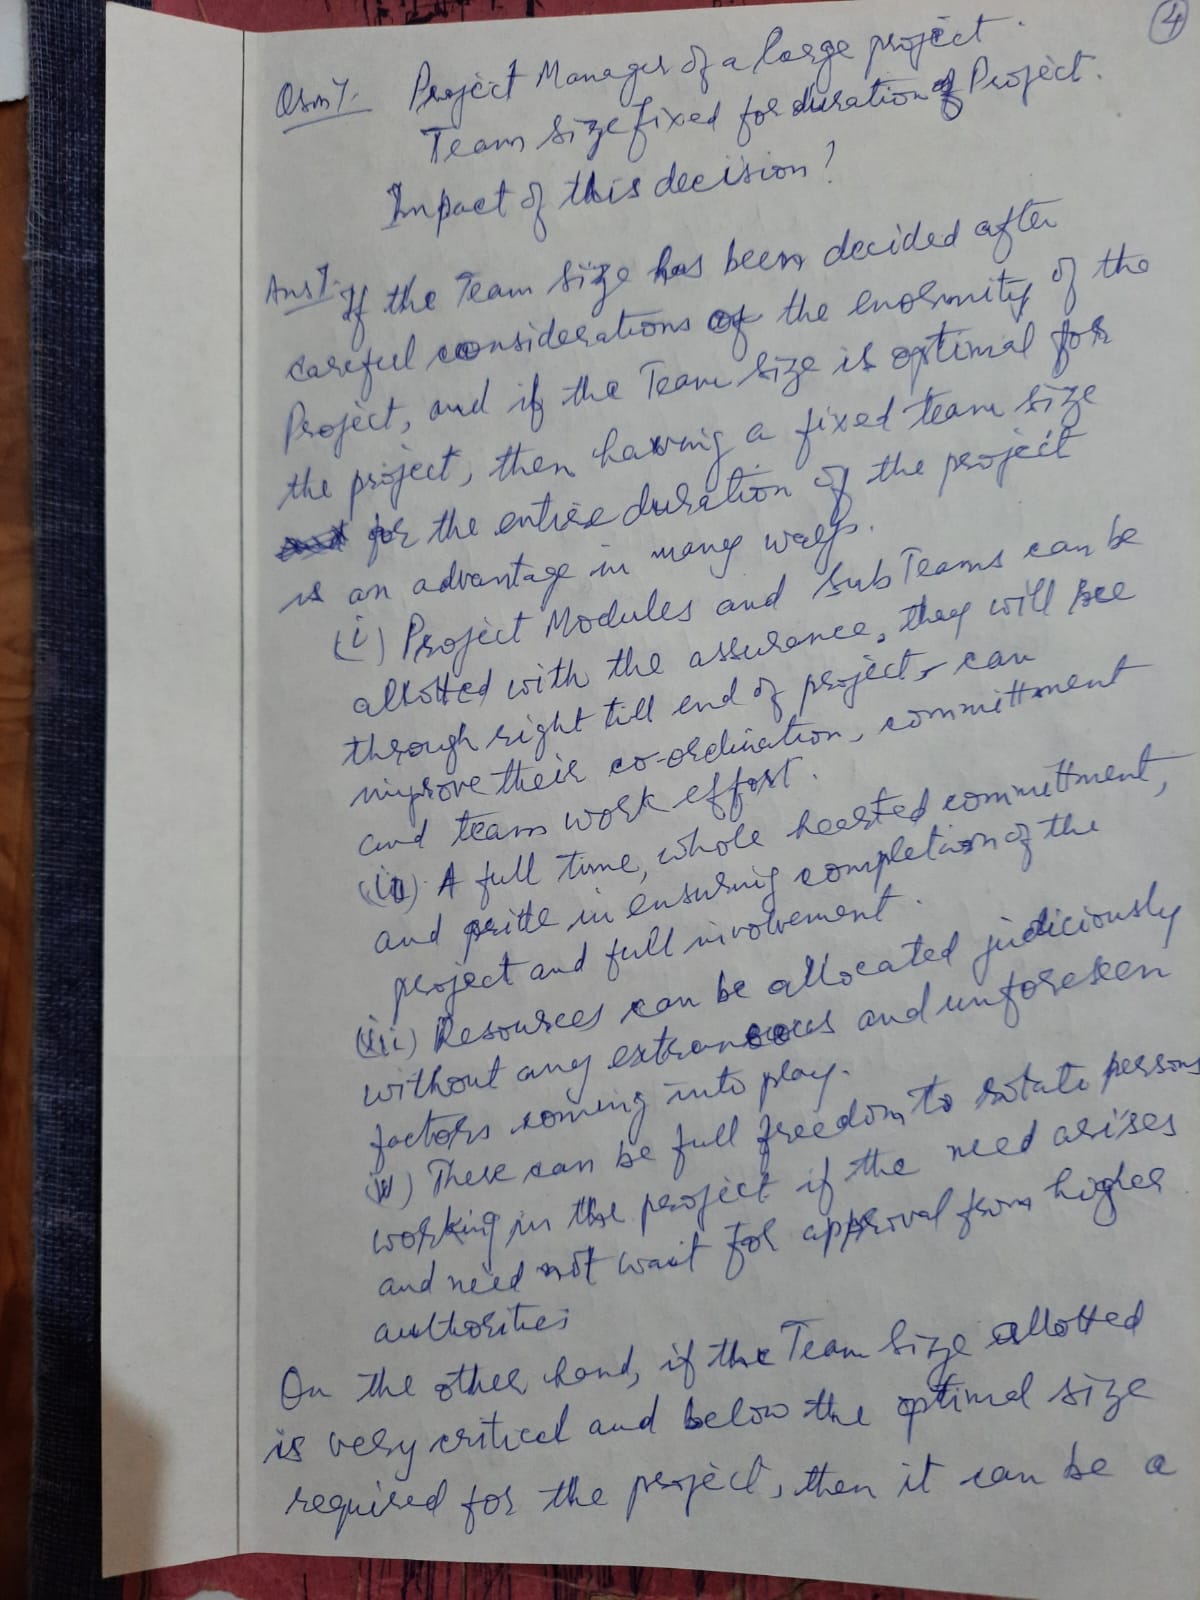 4
Qsn7. Project Manager of a large project.
Team size fixed for duration of Project.
Impact of this decision?
Ans7. If the Team size has been decided after
careful considerations of the enormity of the
Project, and if the Team size is optimal for
the project, then having a fixed team size
for the entire duration of the project
is an advantage in many ways.
(i) Project Modules and Sub Teams can be
allotted with the assurance, they will see
through right till end of project, can
improve their co-ordination, committment
and team work effort.
(ii) A full time, whole hearted committment,
and pride in ensuring completion of the
project and full involvement.
(iii) Resources can be allocated judiciously
without any extraneous and unforeseen
factors coming into play.
(iv) There can be full freedom to rotate persons
working in the project if the need arises
and need not wait for approval from higher
authorities
On the other hand, if the Team size allotted
is very critical and below the optimal size
required for the project, then it can be a